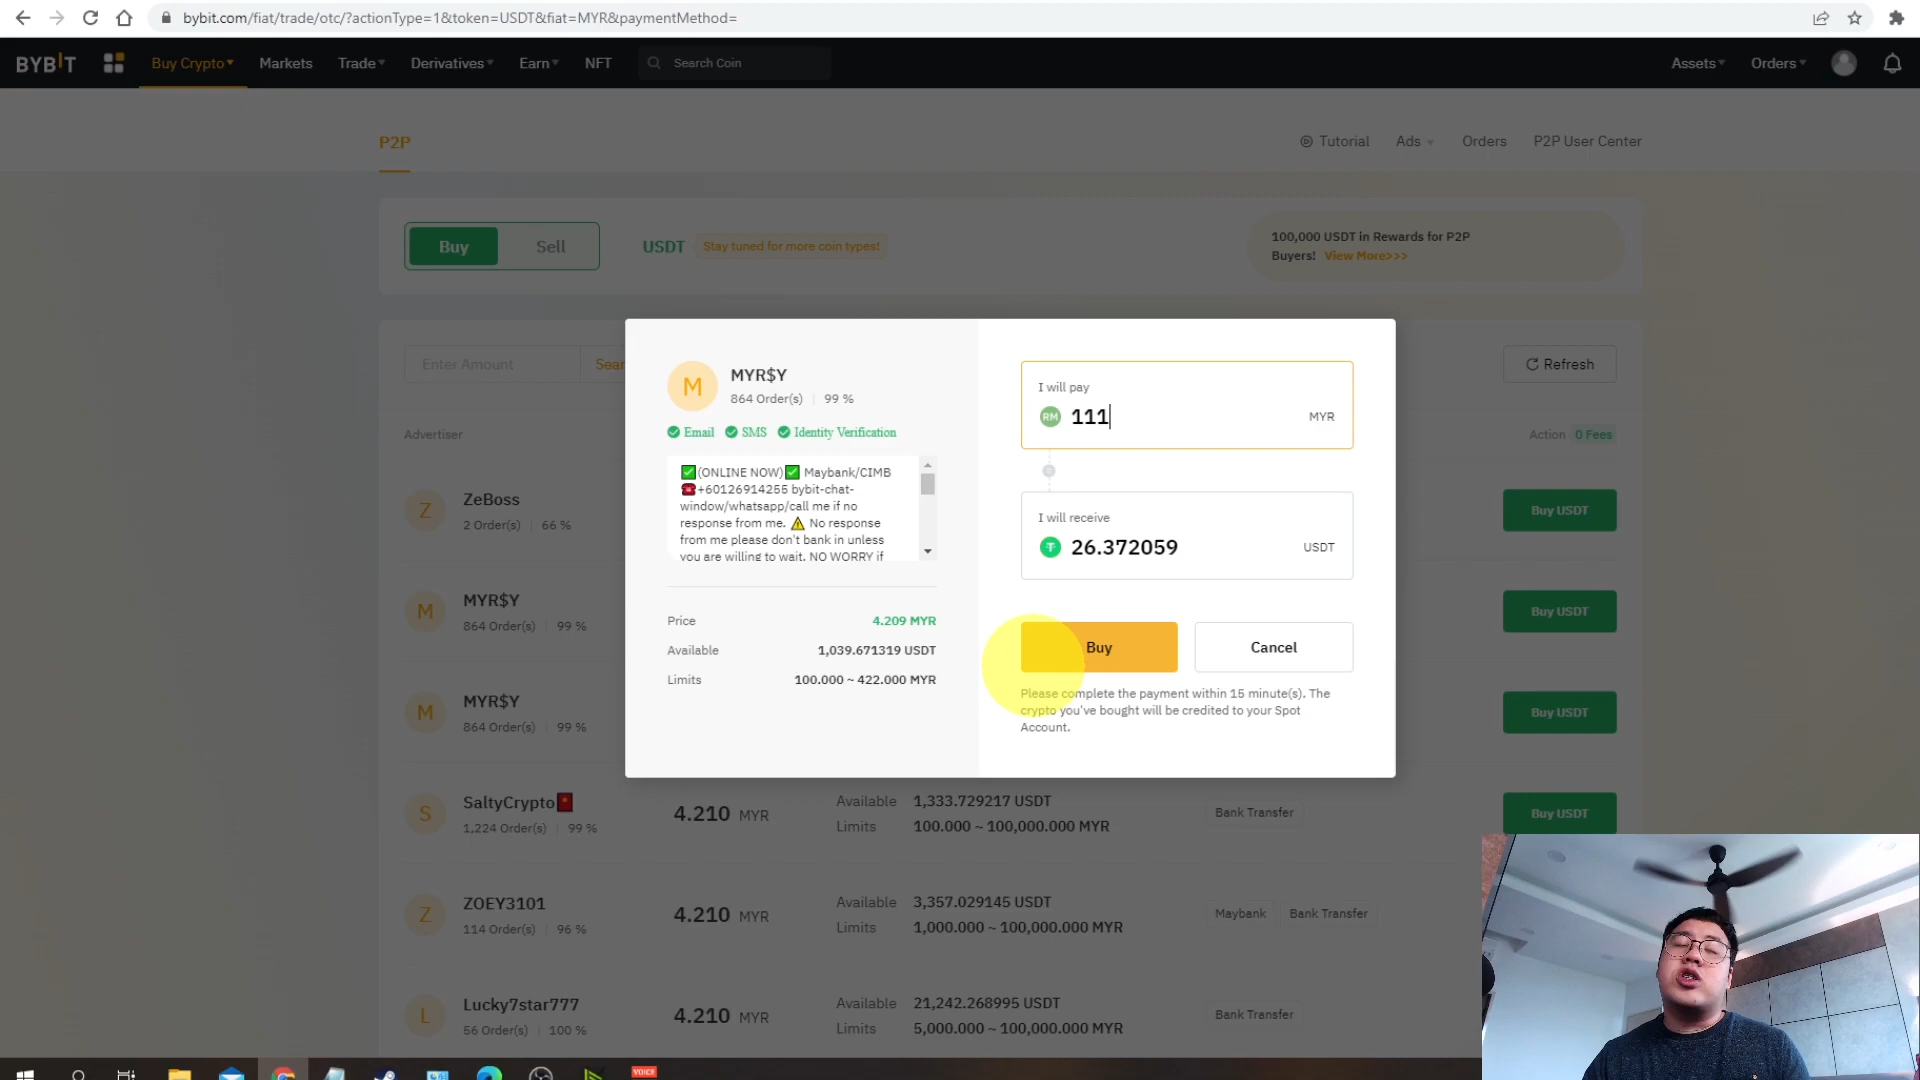 bybit.com/fiat/trade/otc/?actionType=1&token=USDT&fiat=MYR&paymentMethod=
BYBIT
Buy Crypto
Markets
Trade
Derivatives
Earn
NFT
Search Coin
Assets
Orders
P2P
Tutorial
Ads
Orders
P2P User Center
Buy
Sell
USDT
Stay tuned for more coin types!
100,000 USDT in Rewards for P2P
Buyers! View More>>>
Enter Amount
Sear
Refresh
Advertiser
Action 0 Fees
Z
ZeBoss
2 Order(s) | 66 %
Buy USDT
M
MYR$Y
864 Order(s) | 99 %
Buy USDT
M
MYR$Y
864 Order(s) | 99 %
Buy USDT
M
MYR$Y
864 Order(s) | 99 %
Email
SMS
Identity Verification
✅(ONLINE NOW)✅ Maybank/CIMB
☎️+60126914255 bybit-chat-
window/whatsapp/call me if no
response from me. ⚠️ No response
from me please don't bank in unless
you are willing to wait. NO WORRY if
Price
4.209 MYR
Available
1,039.671319 USDT
Limits
100.000 ~ 422.000 MYR
I will pay
RM
111
MYR
I will receive
26.372059
USDT
Buy
Cancel
Please complete the payment within 15 minute(s). The
crypto you've bought will be credited to your Spot
Account.
S
SaltyCrypto🧧
1,224 Order(s) | 99 %
4.210 MYR
Available 1,333.729217 USDT
Limits 100.000 ~ 100,000.000 MYR
Bank Transfer
Buy USDT
Z
ZOEY3101
114 Order(s) | 96 %
4.210 MYR
Available 3,357.029145 USDT
Limits 1,000.000 ~ 100,000.000 MYR
Maybank
Bank Transfer
L
Lucky7star777
56 Order(s) | 100 %
4.210 MYR
Available 21,242.268995 USDT
Limits 5,000.000 ~ 100,000.000 MYR
Bank Transfer
VOICE